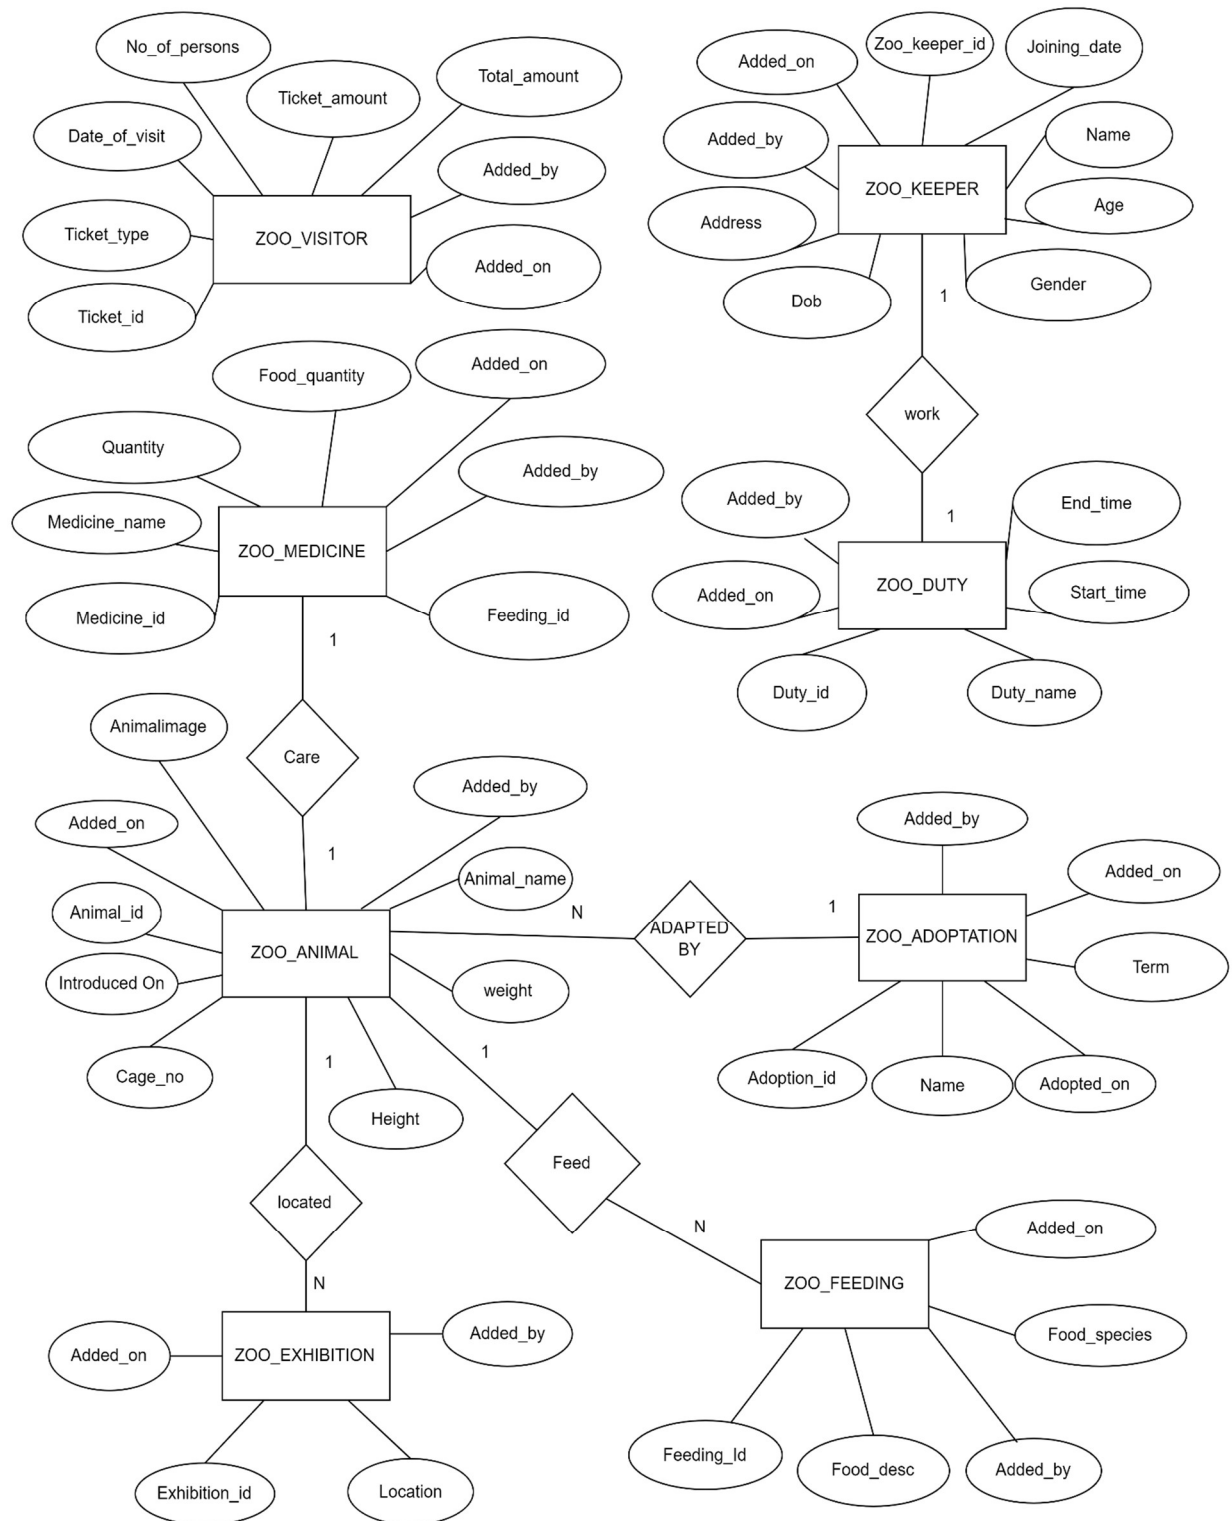 No_of_persons
Ticket_amount
Total_amount
Date_of_visit
Added_by
Ticket_type
ZOO_VISITOR
Added_on
Ticket_id
Zoo_keeper_id
Joining_date
Added_on
Name
Added_by
ZOO_KEEPER
Age
Address
Gender
Dob
1
work
1
Added_by
End_time
ZOO_DUTY
Added_on
Start_time
Duty_id
Duty_name
Food_quantity
Added_on
Quantity
Added_by
Medicine_name
ZOO_MEDICINE
Medicine_id
Feeding_id
1
Care
1
Animalimage
Added_by
Added_on
Animal_name
Animal_id
ZOO_ANIMAL
Introduced On
weight
Cage_no
Height
N
ADAPTED
BY
1
Added_by
Added_on
ZOO_ADOPTATION
Term
Adoption_id
Name
Adopted_on
1
located
N
1
Feed
N
Added_on
ZOO_FEEDING
Food_species
Feeding_Id
Food_desc
Added_by
Added_by
Added_on
ZOO_EXHIBITION
Exhibition_id
Location